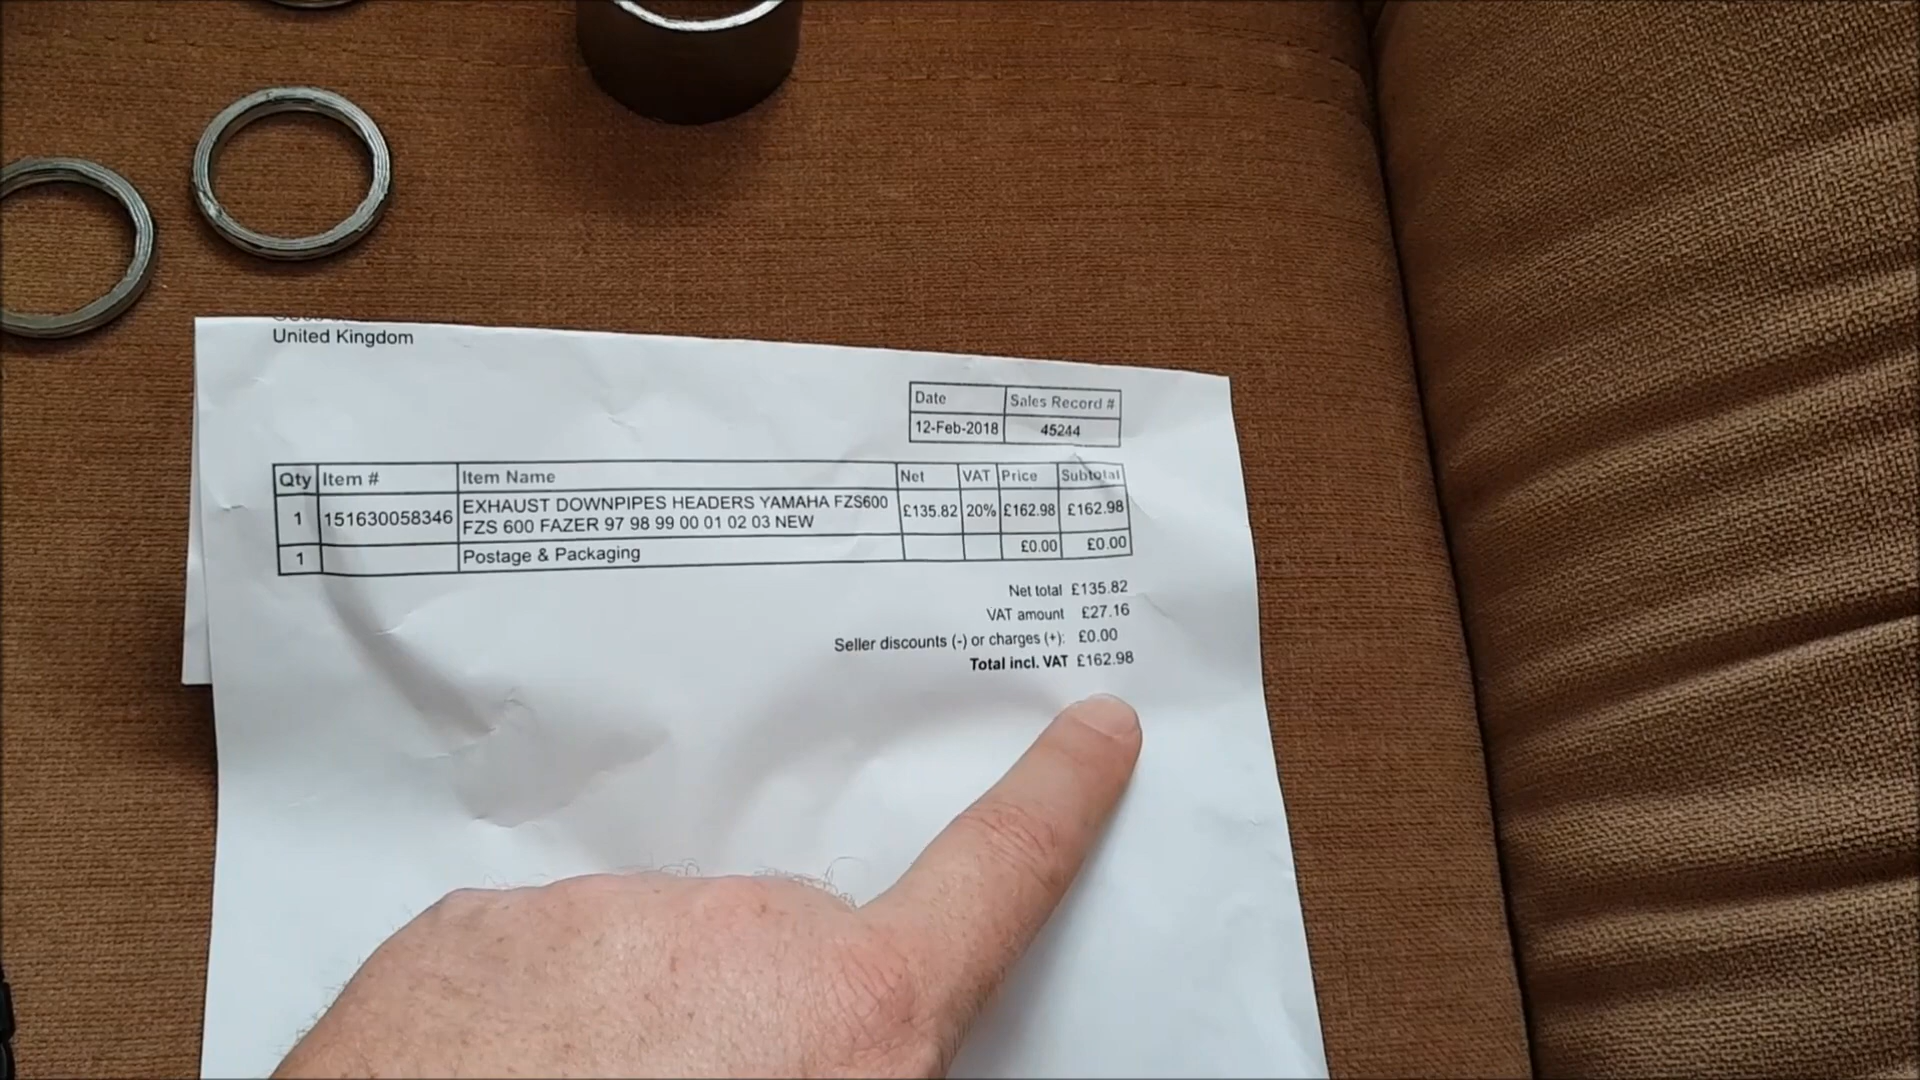 United Kingdom
Date Sales Record #
12-Feb-2018 45244
Qty Item # Item Name Net VAT Price Subtotal
1 151630058346 EXHAUST DOWNPIPES HEADERS YAMAHA FZS600 £135.82 20% £162.98 £162.98
FZS 600 FAZER 97 98 99 00 01 02 03 NEW
1 Postage & Packaging £0.00 £0.00
Net total £135.82
VAT amount £27.16
Seller discounts (-) or charges (+): £0.00
Total incl. VAT £162.98